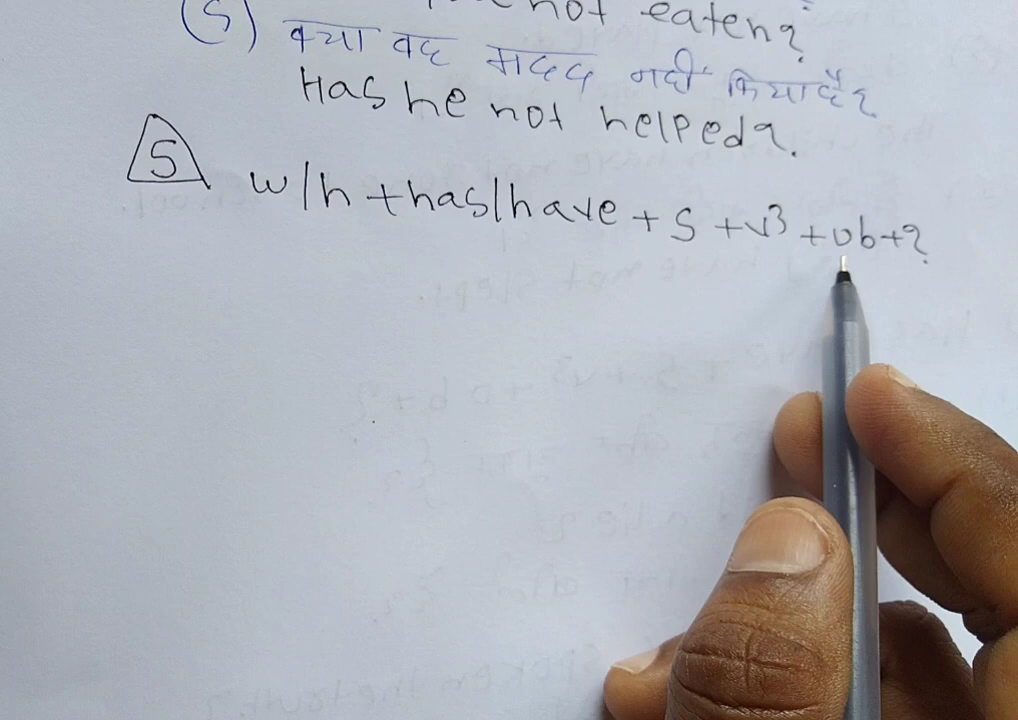 not eaten?
(5) क्या वह मदद नहीं किया है?
Has he not helped?
5 w/h + has/have + S + v3 + ob + ?